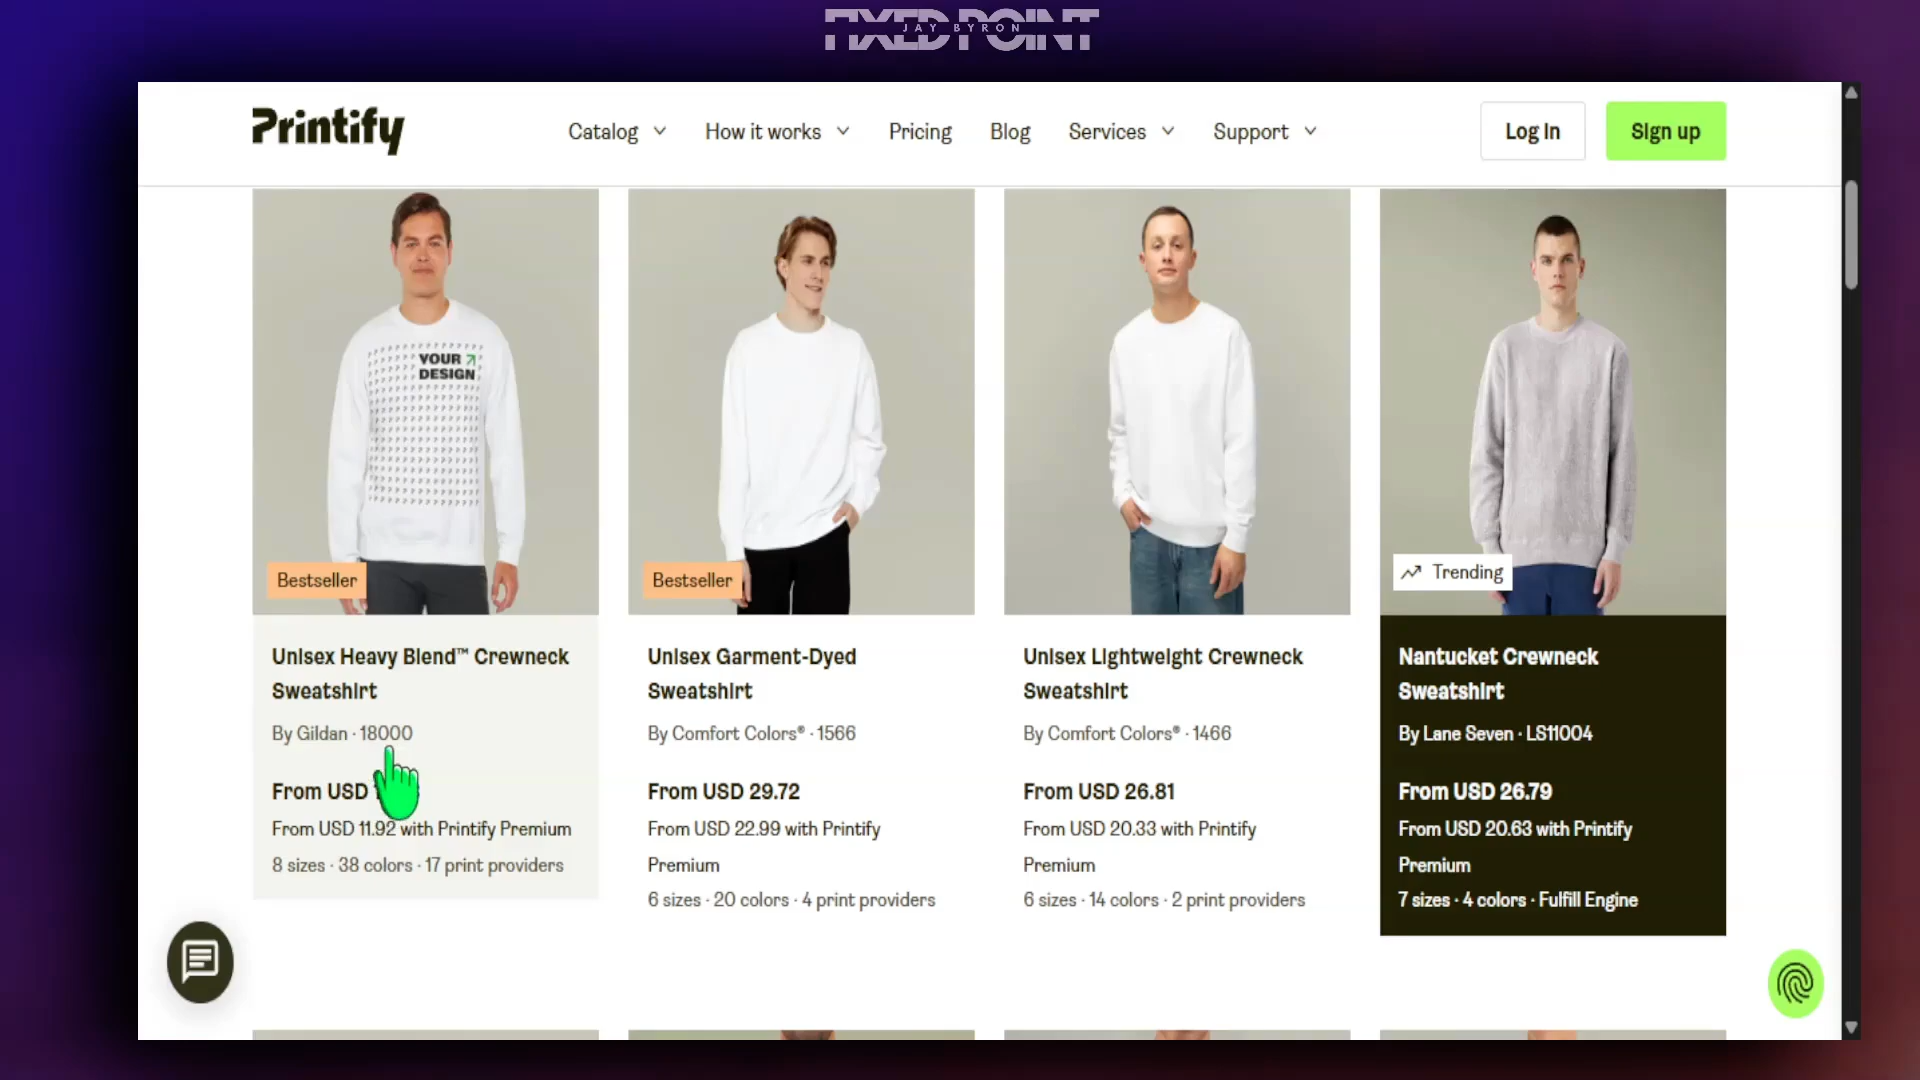 FIXED POINT
JAY BYRON
Printify
Catalog
How it works
Pricing
Blog
Services
Support
Log in
Sign up
YOUR
DESIGN
Bestseller
Bestseller
Trending
Unisex Heavy Blend™ Crewneck
Sweatshirt
By Gildan · 18000
From USD
From USD 11.92 with Printify Premium
8 sizes · 38 colors · 17 print providers
Unisex Garment-Dyed
Sweatshirt
By Comfort Colors® · 1566
From USD 29.72
From USD 22.99 with Printify
Premium
6 sizes · 20 colors · 4 print providers
Unisex Lightweight Crewneck
Sweatshirt
By Comfort Colors® · 1466
From USD 26.81
From USD 20.33 with Printify
Premium
6 sizes · 14 colors · 2 print providers
Nantucket Crewneck
Sweatshirt
By Lane Seven · LS11004
From USD 26.79
From USD 20.63 with Printify
Premium
7 sizes · 4 colors · Fulfill Engine